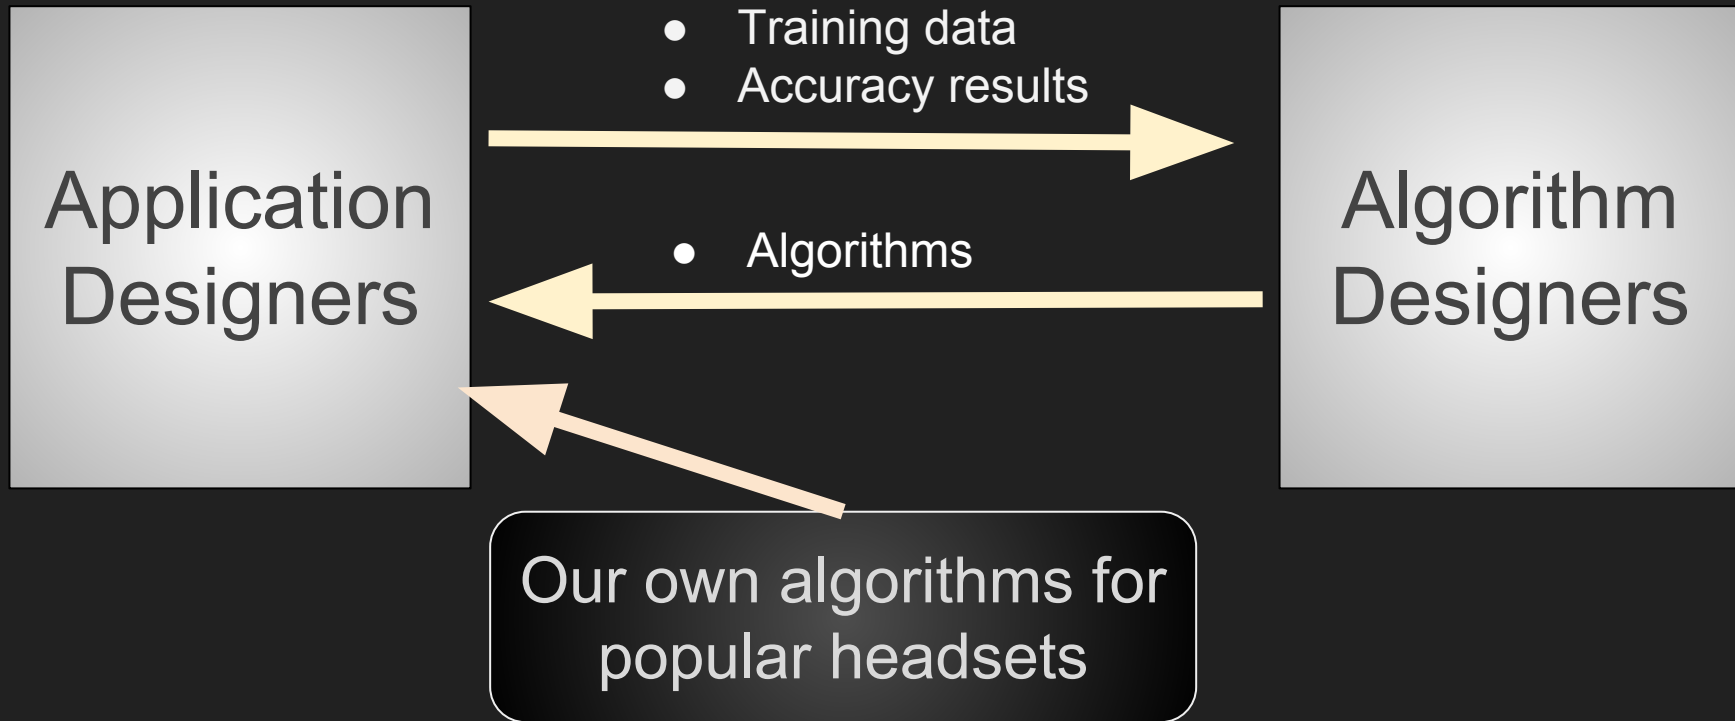 ● Training data
● Accuracy results
Application
Designers
● Algorithms
Algorithm
Designers
Our own algorithms for
popular headsets